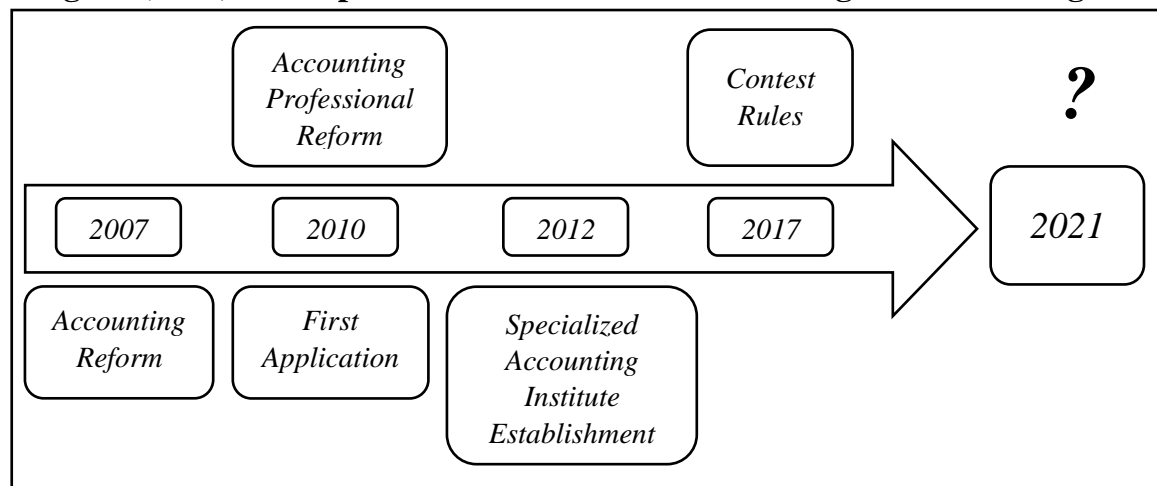 Accounting
Professional
Reform
Contest
Rules
?
2007
2010
2012
2017
2021
Accounting
Reform
First
Application
Specialized
Accounting
Institute
Establishment